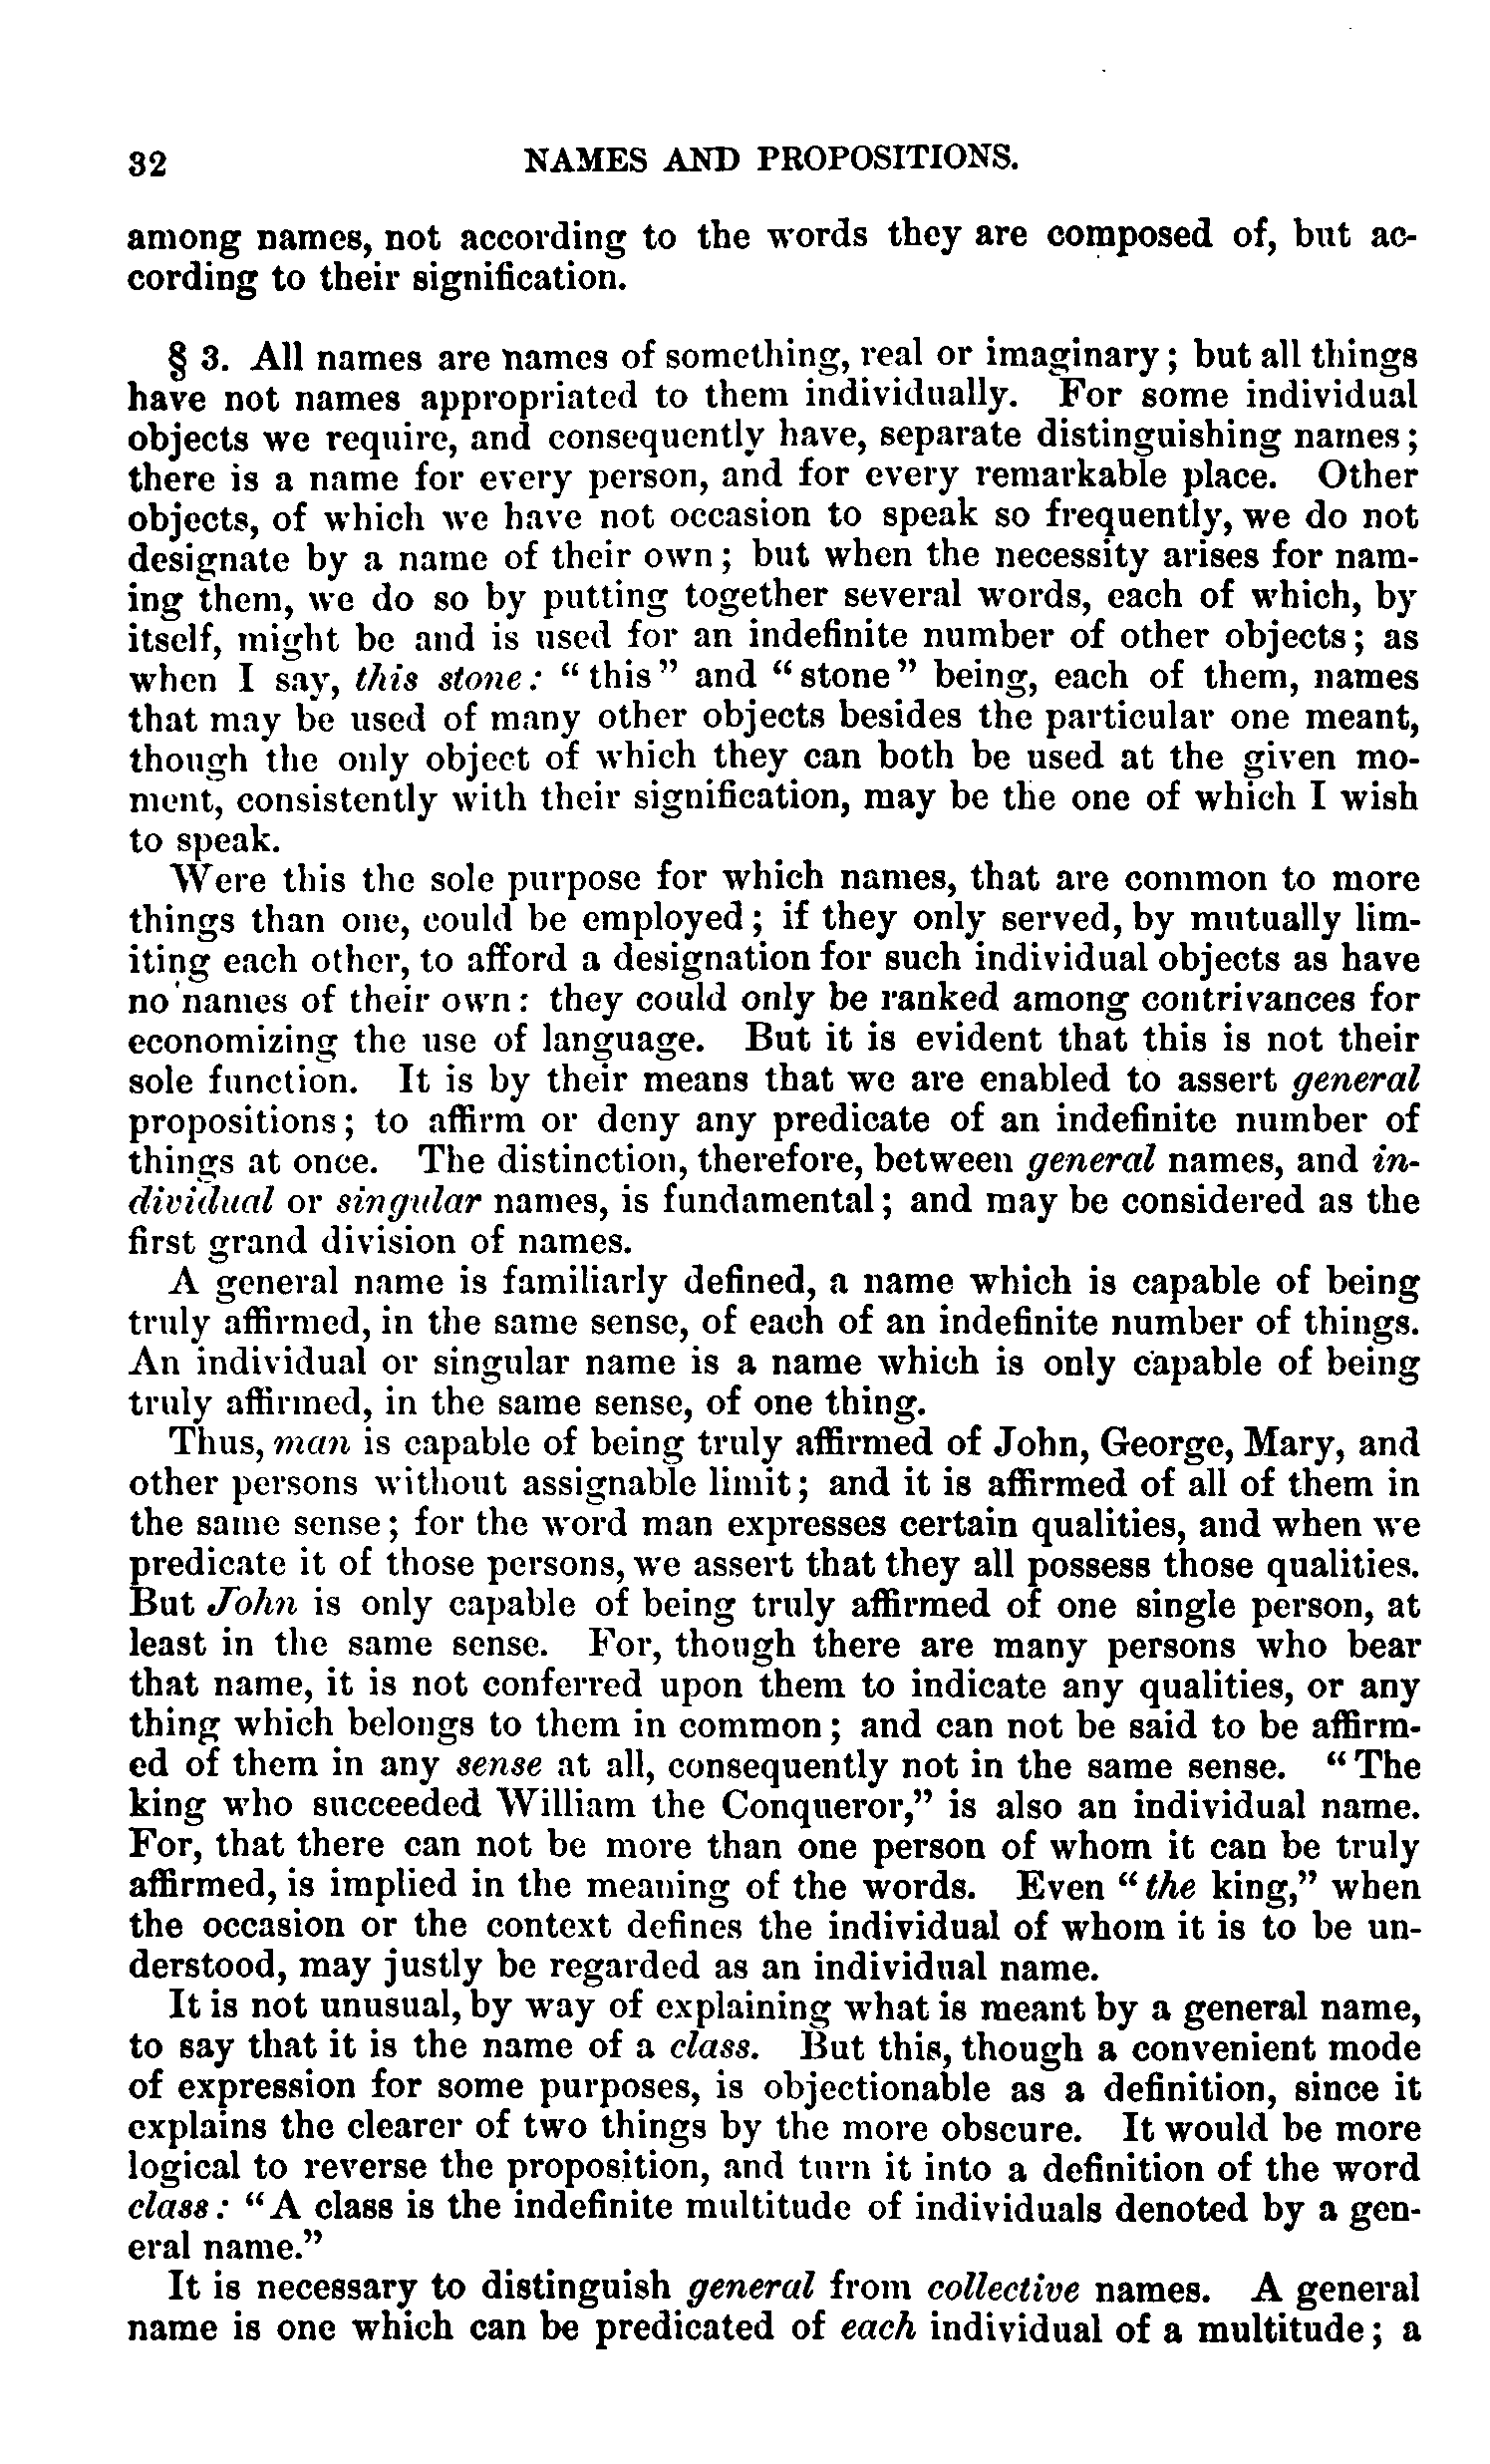 32 NAMES AND PROPOSITIONS.
among names, not according to the words they are composed of, but ac-
cording to their signification.
§ 3. All names are names of something, real or imaginary; but all things
have not names appropriated to them individually. For some individual
objects we require, and consequently have, separate distinguishing names;
there is a name for every person, and for every remarkable place. Other
objects, of which we have not occasion to speak so frequently, we do not
designate by a name of their own; but when the necessity arises for nam-
ing them, we do so by putting together several words, each of which, by
itself, might be and is used for an indefinite number of other objects; as
when I say, this stone: "this" and "stone" being, each of them, names
that may be used of many other objects besides the particular one meant,
though the only object of which they can both be used at the given mo-
ment, consistently with their signification, may be the one of which I wish
to speak.
Were this the sole purpose for which names, that are common to more
things than one, could be employed; if they only served, by mutually lim-
iting each other, to afford a designation for such individual objects as have
no names of their own: they could only be ranked among contrivances for
economizing the use of language. But it is evident that this is not their
sole function. It is by their means that we are enabled to assert general
propositions; to affirm or deny any predicate of an indefinite number of
things at once. The distinction, therefore, between general names, and in-
dividual or singular names, is fundamental; and may be considered as the
first grand division of names.
A general name is familiarly defined, a name which is capable of being
truly affirmed, in the same sense, of each of an indefinite number of things.
An individual or singular name is a name which is only capable of being
truly affirmed, in the same sense, of one thing.
Thus, man is capable of being truly affirmed of John, George, Mary, and
other persons without assignable limit; and it is affirmed of all of them in
the same sense; for the word man expresses certain qualities, and when we
predicate it of those persons, we assert that they all possess those qualities.
But John is only capable of being truly affirmed of one single person, at
least in the same sense. For, though there are many persons who bear
that name, it is not conferred upon them to indicate any qualities, or any
thing which belongs to them in common; and can not be said to be affirm-
ed of them in any sense at all, consequently not in the same sense. "The
king who succeeded William the Conqueror," is also an individual name.
For, that there can not be more than one person of whom it can be truly
affirmed, is implied in the meaning of the words. Even "the king," when
the occasion or the context defines the individual of whom it is to be un-
derstood, may justly be regarded as an individual name.
It is not unusual, by way of explaining what is meant by a general name,
to say that it is the name of a class. But this, though a convenient mode
of expression for some purposes, is objectionable as a definition, since it
explains the clearer of two things by the more obscure. It would be more
logical to reverse the proposition, and turn it into a definition of the word
class: "A class is the indefinite multitude of individuals denoted by a gen-
eral name."
It is necessary to distinguish general from collective names. A general
name is one which can be predicated of each individual of a multitude; a